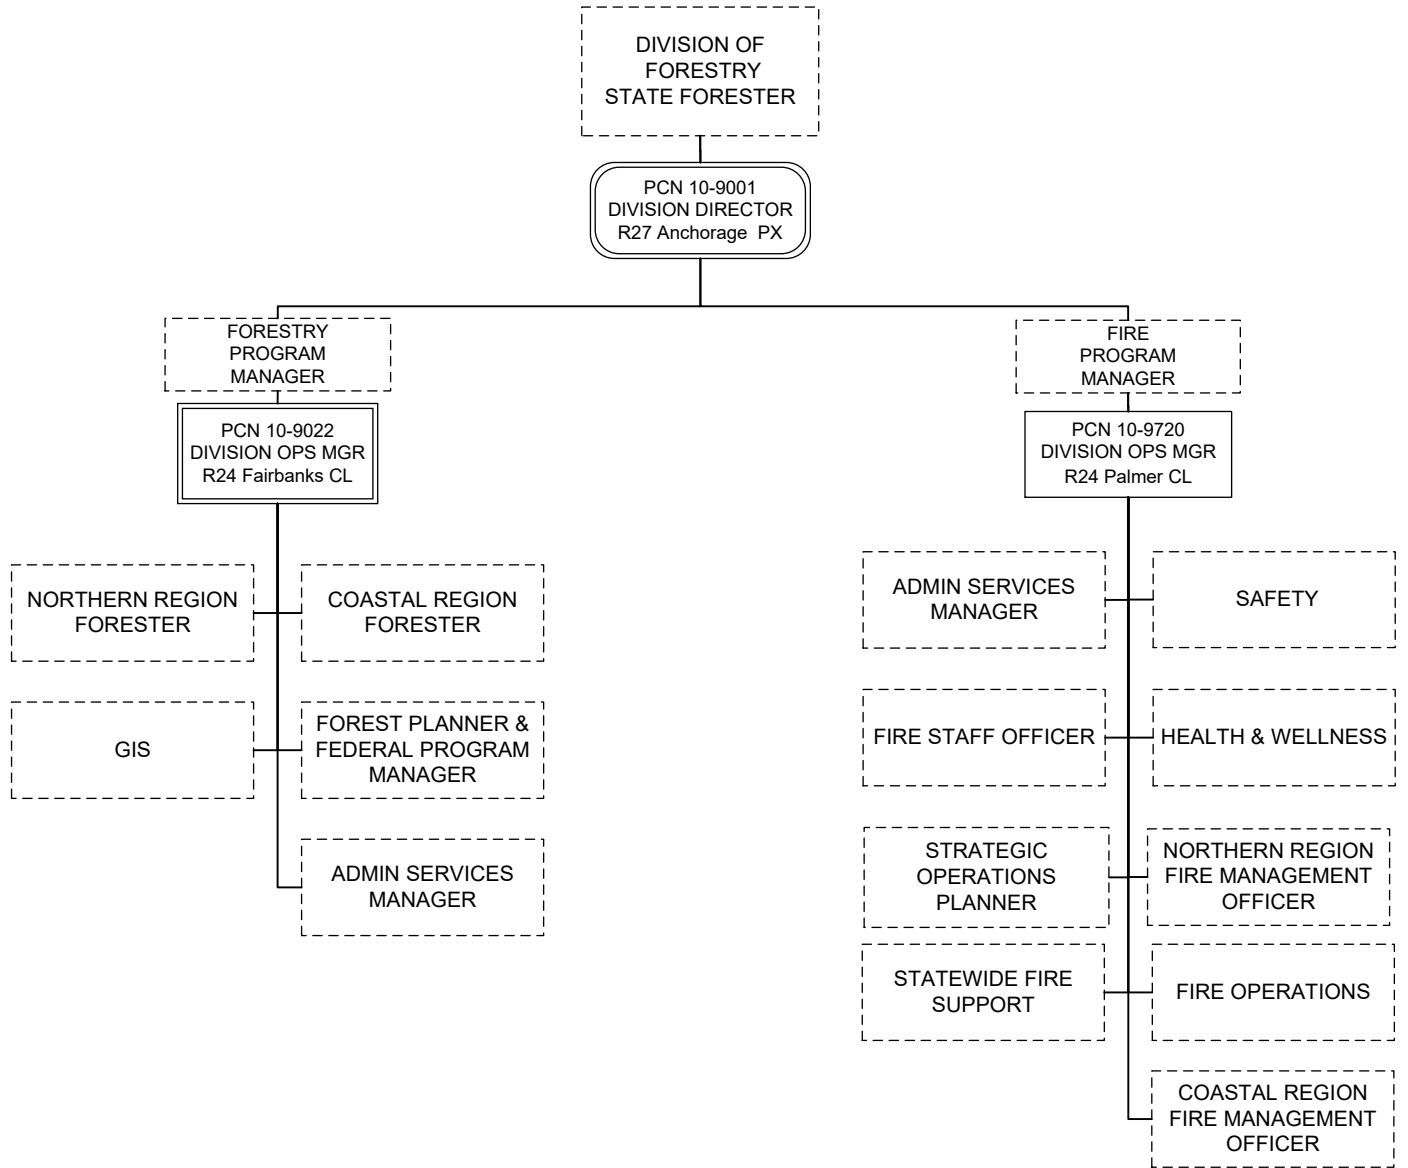 DIVISION OF
FORESTRY
STATE FORESTER
PCN 10-9001
DIVISION DIRECTOR
R27 Anchorage  PX
FORESTRY
PROGRAM
MANAGER
PCN 10-9022
DIVISION OPS MGR
R24 Fairbanks CL
NORTHERN REGION
FORESTER
COASTAL REGION
FORESTER
GIS
FOREST PLANNER &
FEDERAL PROGRAM
MANAGER
ADMIN SERVICES
MANAGER
FIRE
PROGRAM
MANAGER
PCN 10-9720
DIVISION OPS MGR
R24 Palmer CL
ADMIN SERVICES
MANAGER
SAFETY
FIRE STAFF OFFICER
HEALTH & WELLNESS
STRATEGIC
OPERATIONS
PLANNER
NORTHERN REGION
FIRE MANAGEMENT
OFFICER
STATEWIDE FIRE
SUPPORT
FIRE OPERATIONS
COASTAL REGION
FIRE MANAGEMENT
OFFICER